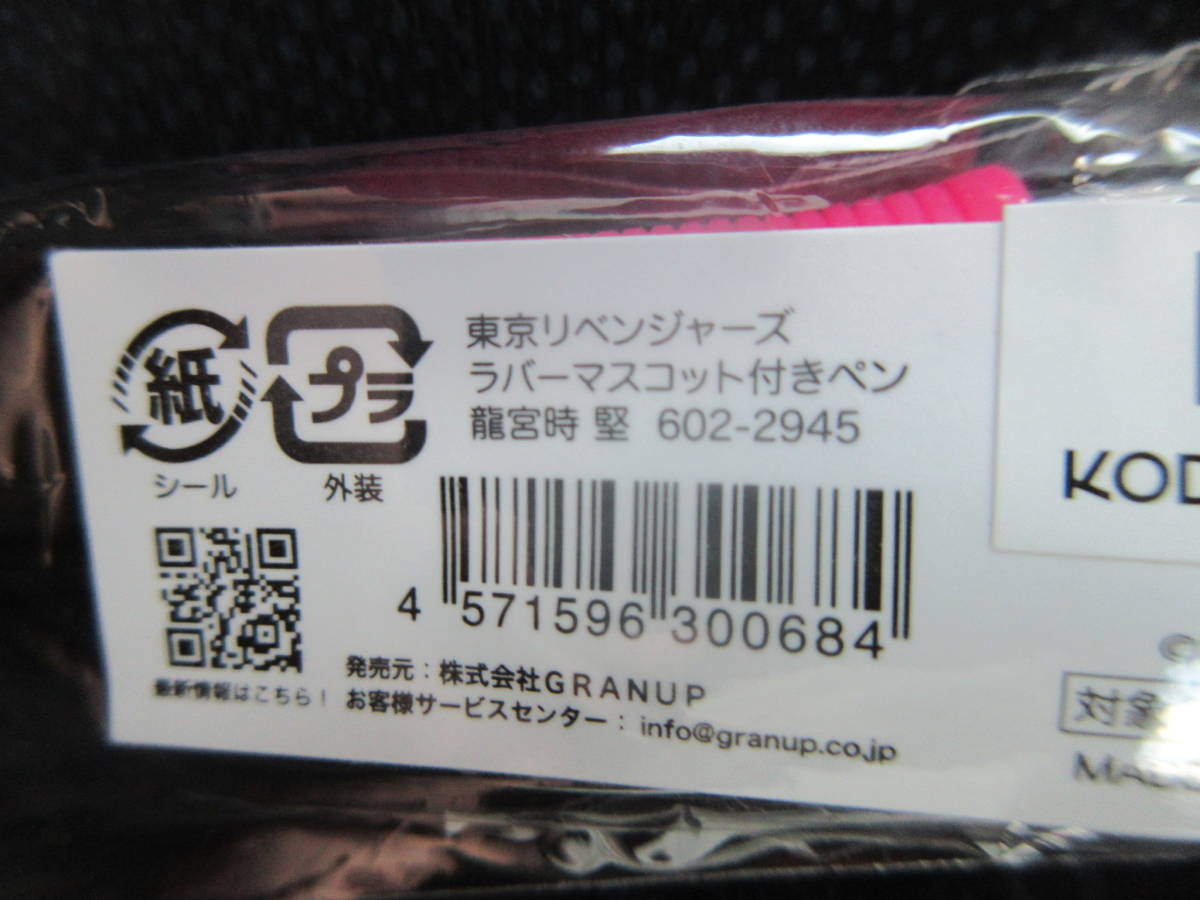 紙
シール
プラ
外装
東京リベンジャーズ
ラバーマスコット付きペン
龍宮時 堅 602-2945
4 571596 300684
最新情報はこちら！
発売元：株式会社GRANUP
お客様サービスセンター：info@granup.co.jp
KOD
©
対象